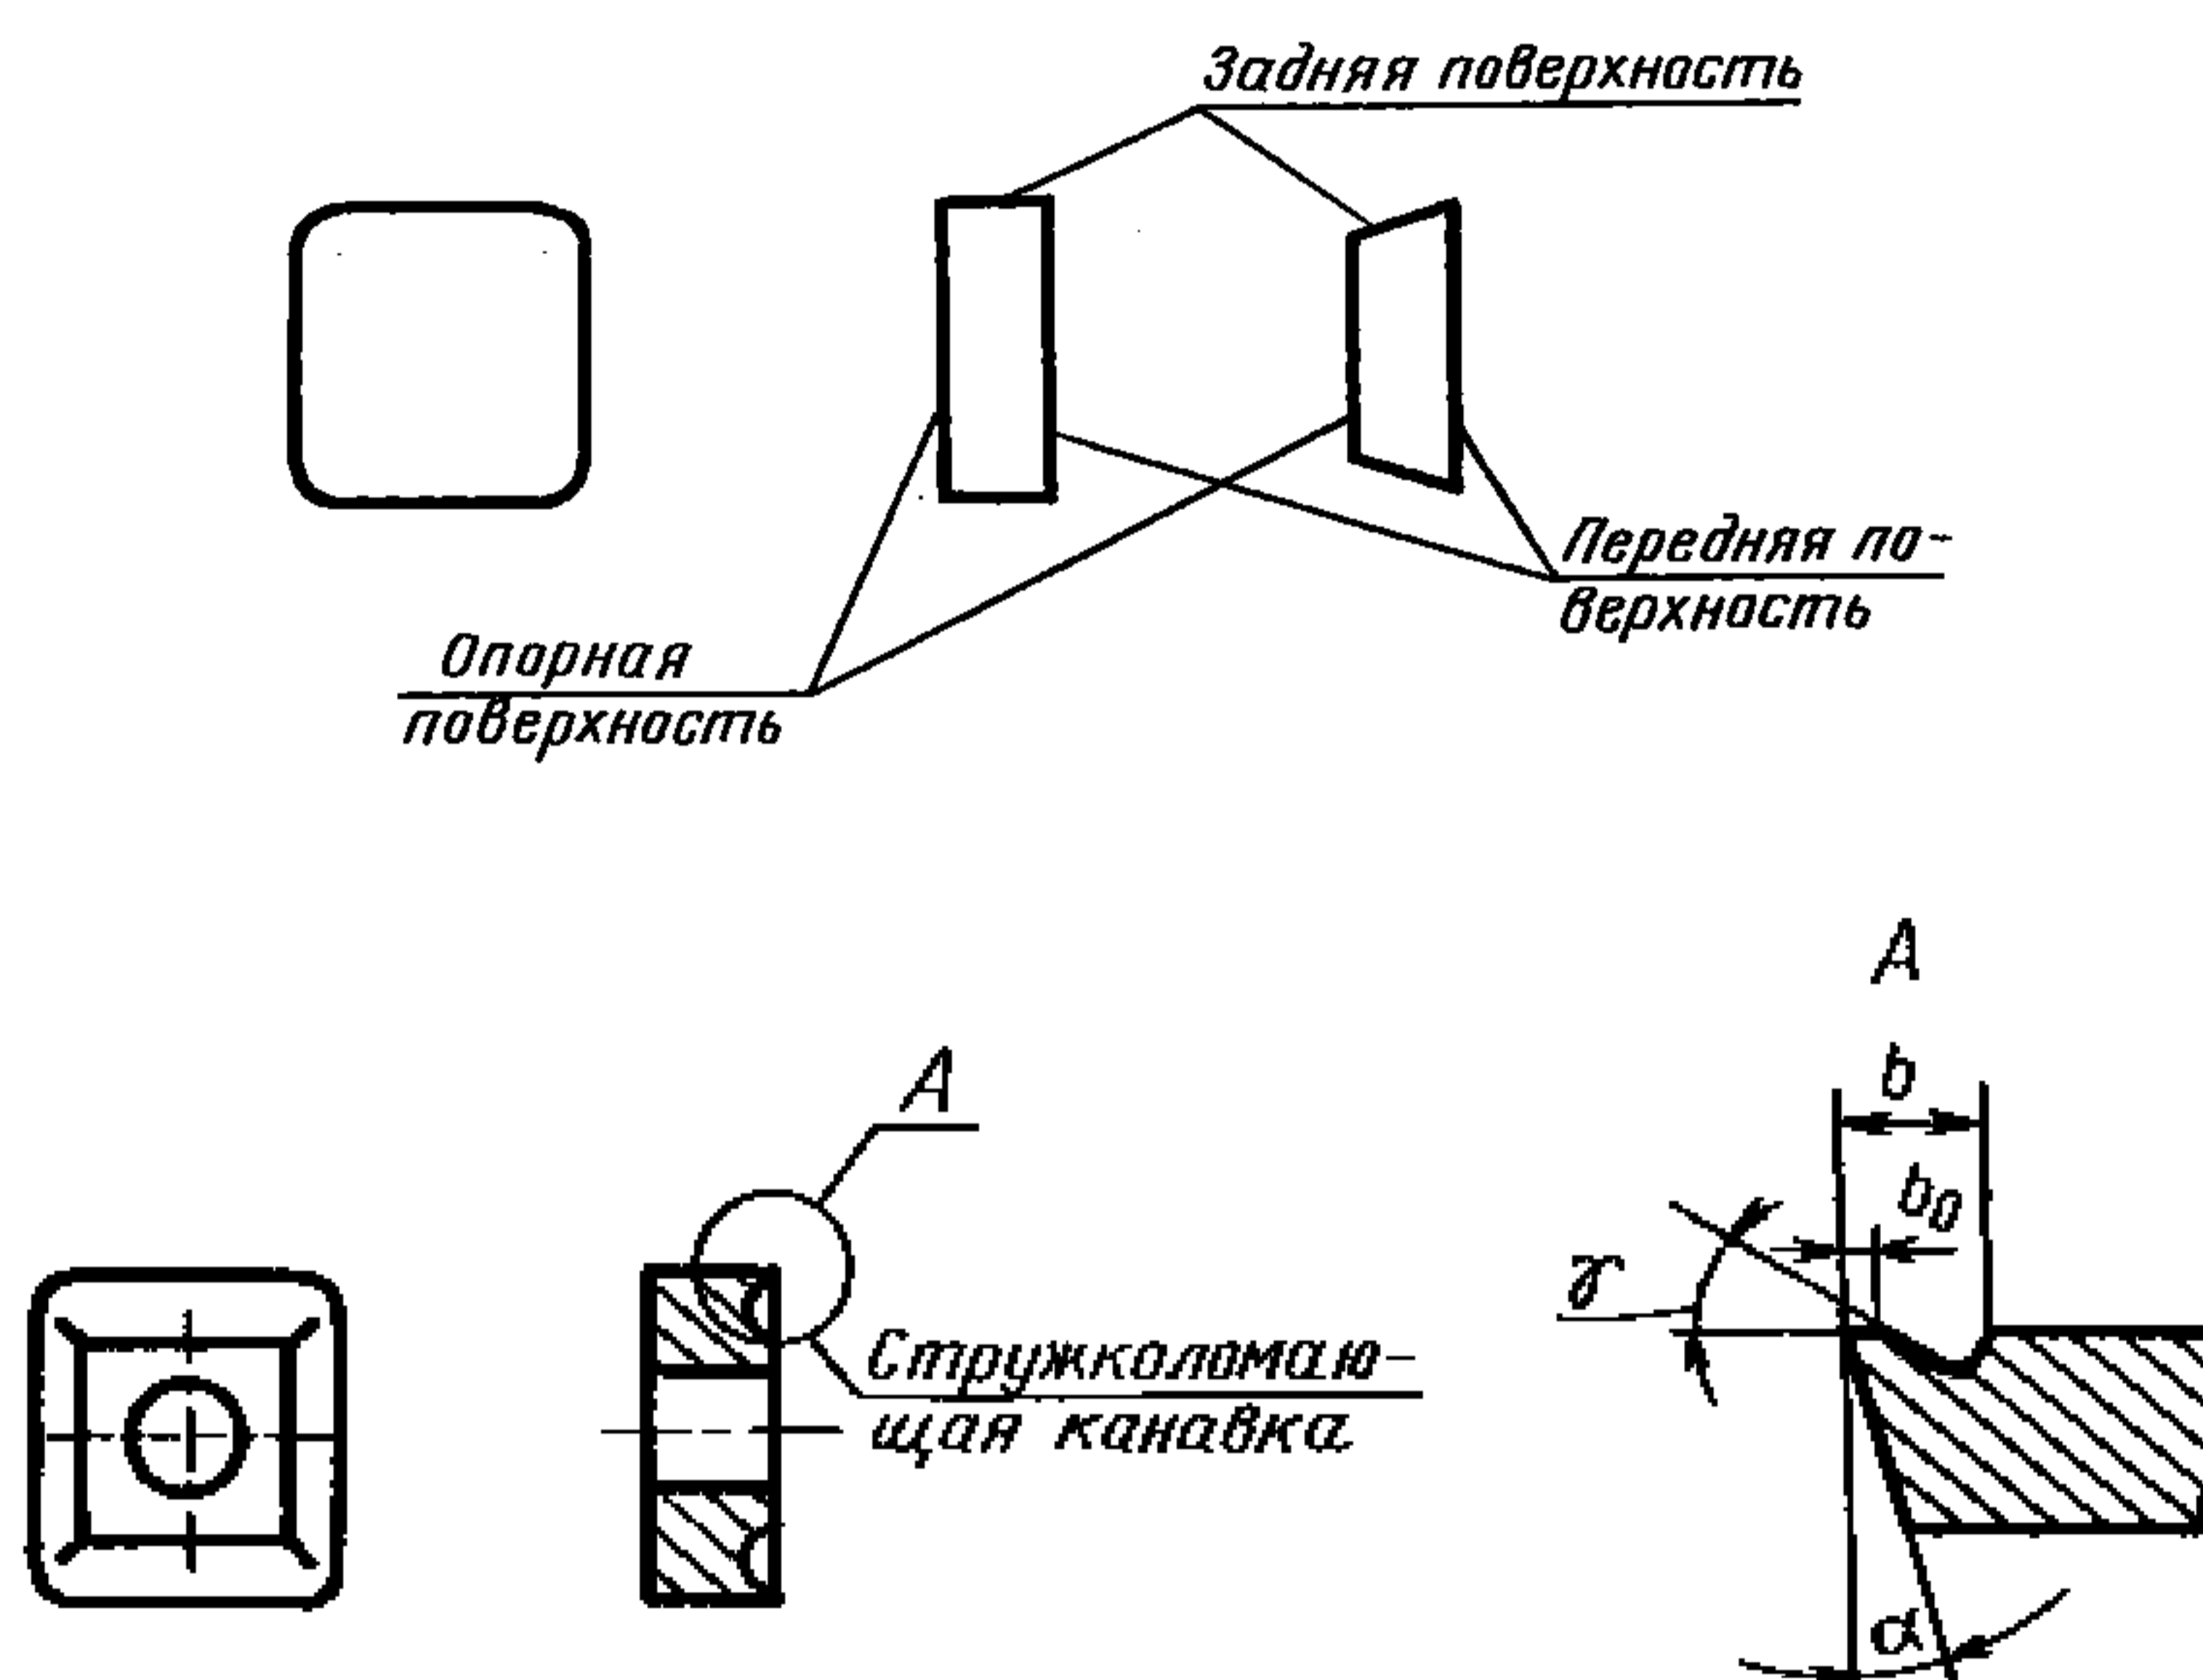 Задняя поверхность
Передняя по-
верхность
Опорная
поверхность
А
b
b₀
А
γ
Стружколомаю-
щая канавка
α